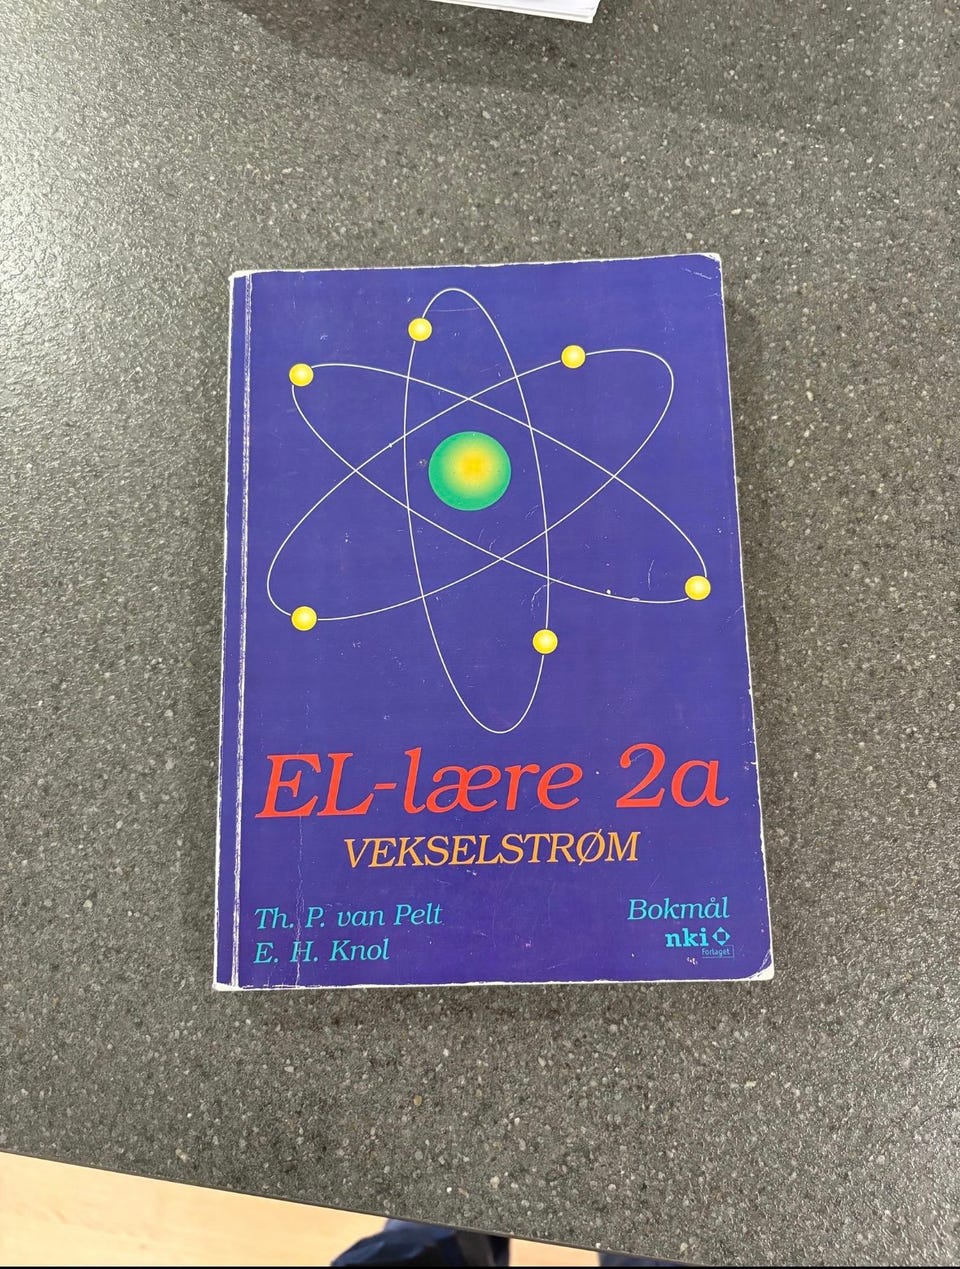 EL-lære 2a
VEKSELSTRØM
Th. P. van Pelt
E. H. Knol
Bokmål
nki
Forlaget